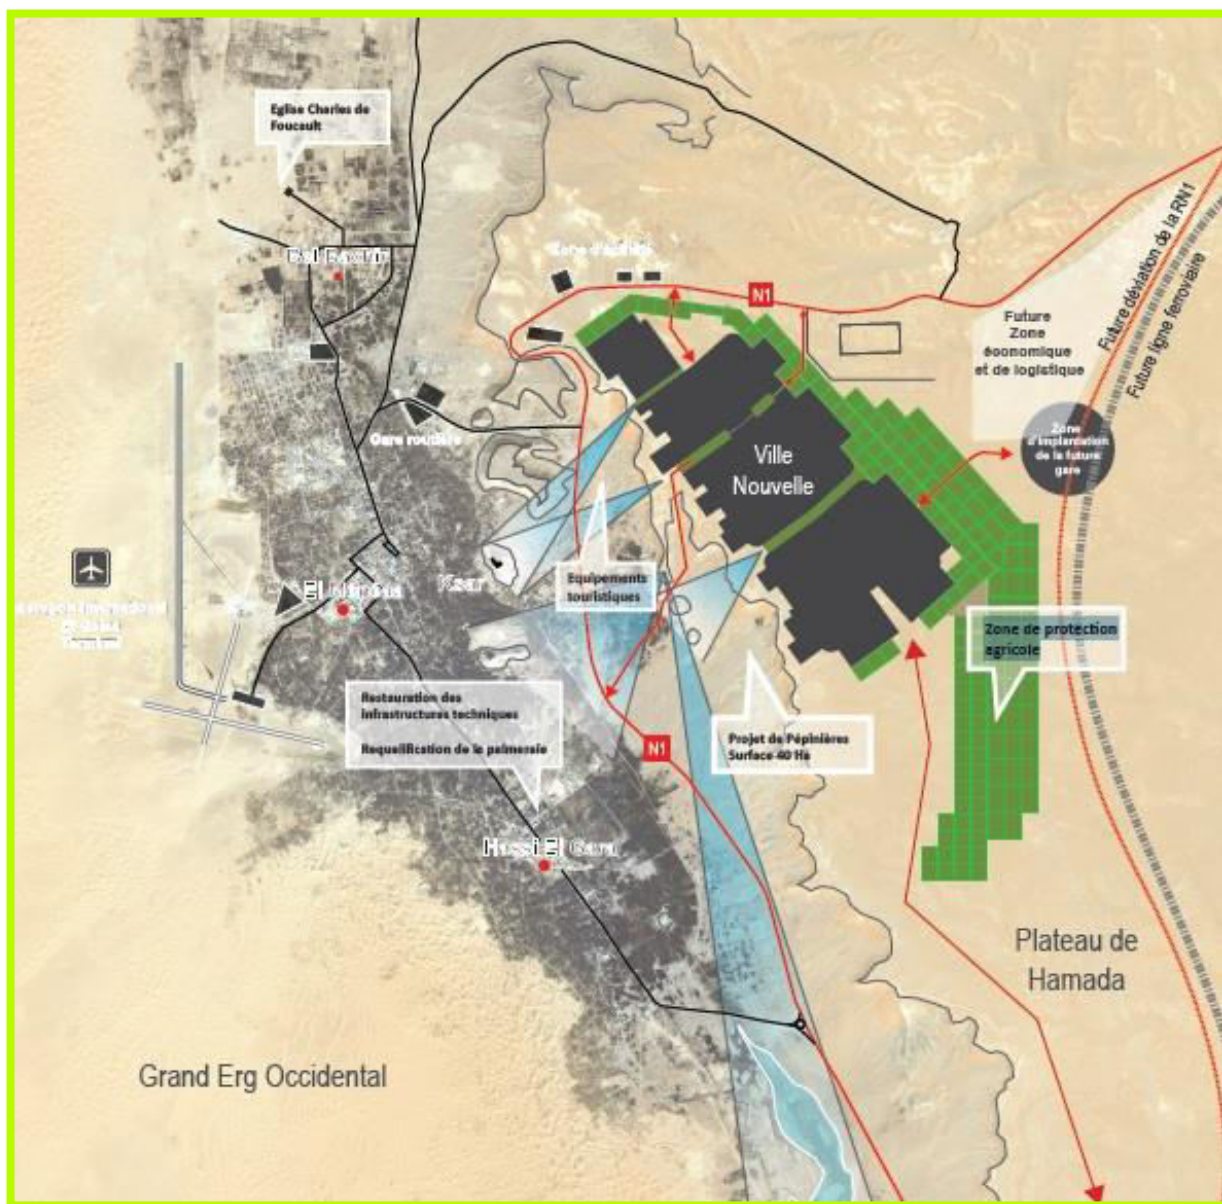 Eglise Charles de
Foucault
N1
Future
Zone
éoonomique
et de logistique
Future déviation de la RN1
Future ligne ferroviaire
Zone
d'implantation
de la future
gare
Gare routière
Ville
Nouvelle
Ksar
Equipements
touristiques
Zone de protection
agricole
Restauration des
infrastructures techniques
Requalification de la palmeraie
N1
Projet de Pépinières
Surface 40 Ha
Hassi El Gara
Plateau de
Hamada
Grand Erg Occidental